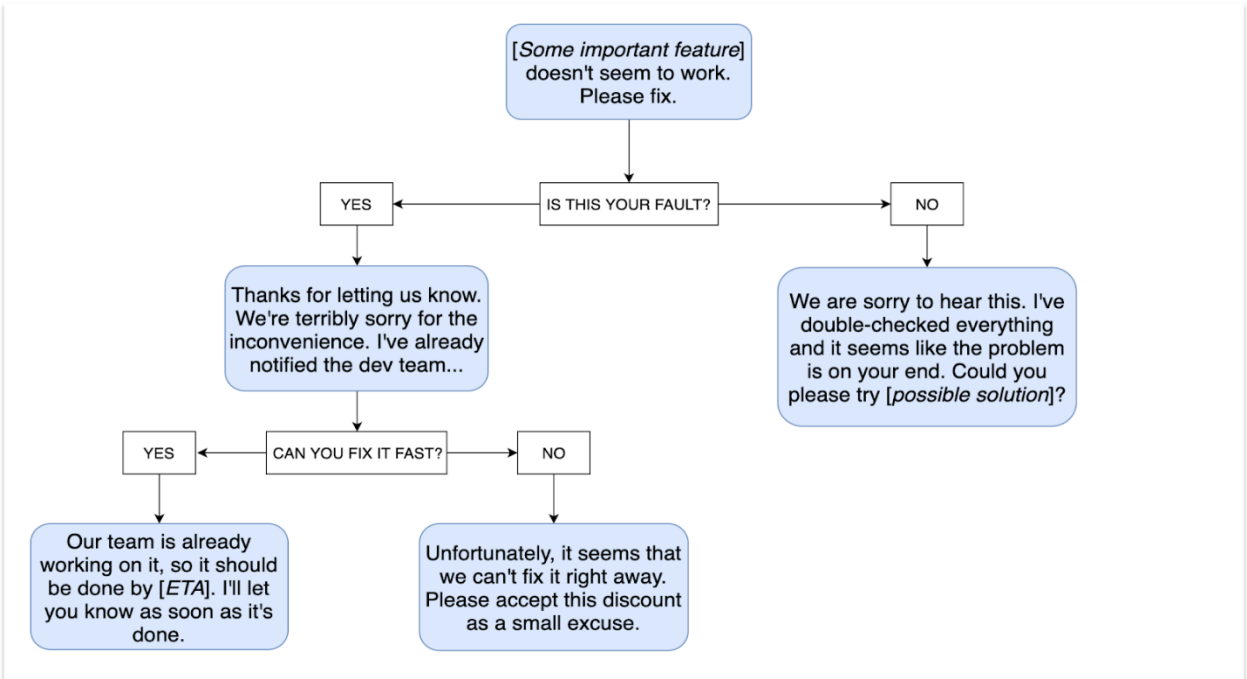 [Some important feature]
doesn't seem to work.
Please fix.
YES
IS THIS YOUR FAULT?
NO
Thanks for letting us know.
We're terribly sorry for the
inconvenience. I've already
notified the dev team...
We are sorry to hear this. I've
double-checked everything
and it seems like the problem
is on your end. Could you
please try [possible solution]?
YES
CAN YOU FIX IT FAST?
NO
Our team is already
working on it, so it should
be done by [ETA]. I'll let
you know as soon as it's
done.
Unfortunately, it seems that
we can't fix it right away.
Please accept this discount
as a small excuse.